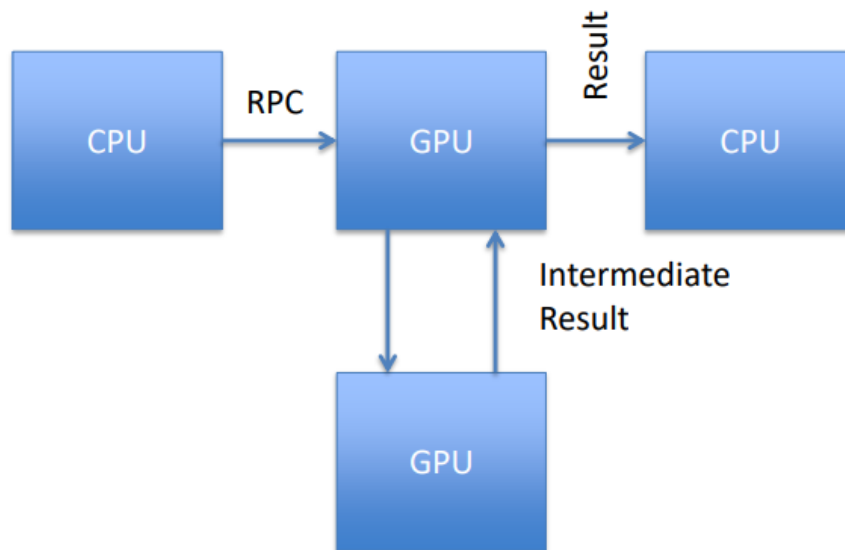 CPU
RPC
GPU
Result
CPU
Intermediate
Result
GPU